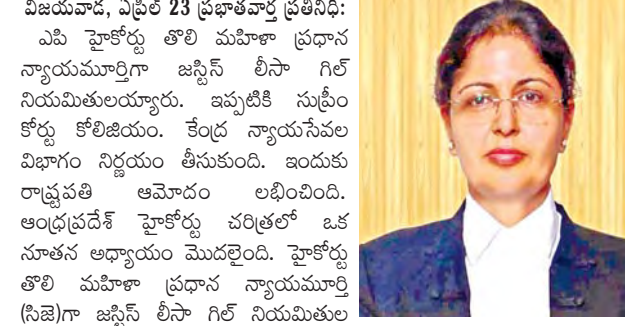 విజయవాడ, ఏప్రిల్ 23 ప్రభాతవార్త ప్రతినిధి:
ఎపి హైకోర్టు తొలి మహిళా ప్రధాన
న్యాయమూర్తిగా జస్టిస్ లీసా గిల్
నియమితులయ్యారు. ఇప్పటికి సుప్రీం
కోర్టు కోలిజియం. కేంద్ర న్యాయసేవల
విభాగం నిర్ణయం తీసుకుంది. ఇందుకు
రాష్ట్రపతి ఆమోదం లభించింది.
ఆంధ్రప్రదేశ్ హైకోర్టు చరిత్రలో ఒక
నూతన అధ్యాయం మొదలైంది. హైకోర్టు
తొలి మహిళా ప్రధాన న్యాయమూర్తి
(సిజె)గా జస్టిస్ లీసా గిల్ నియమితుల